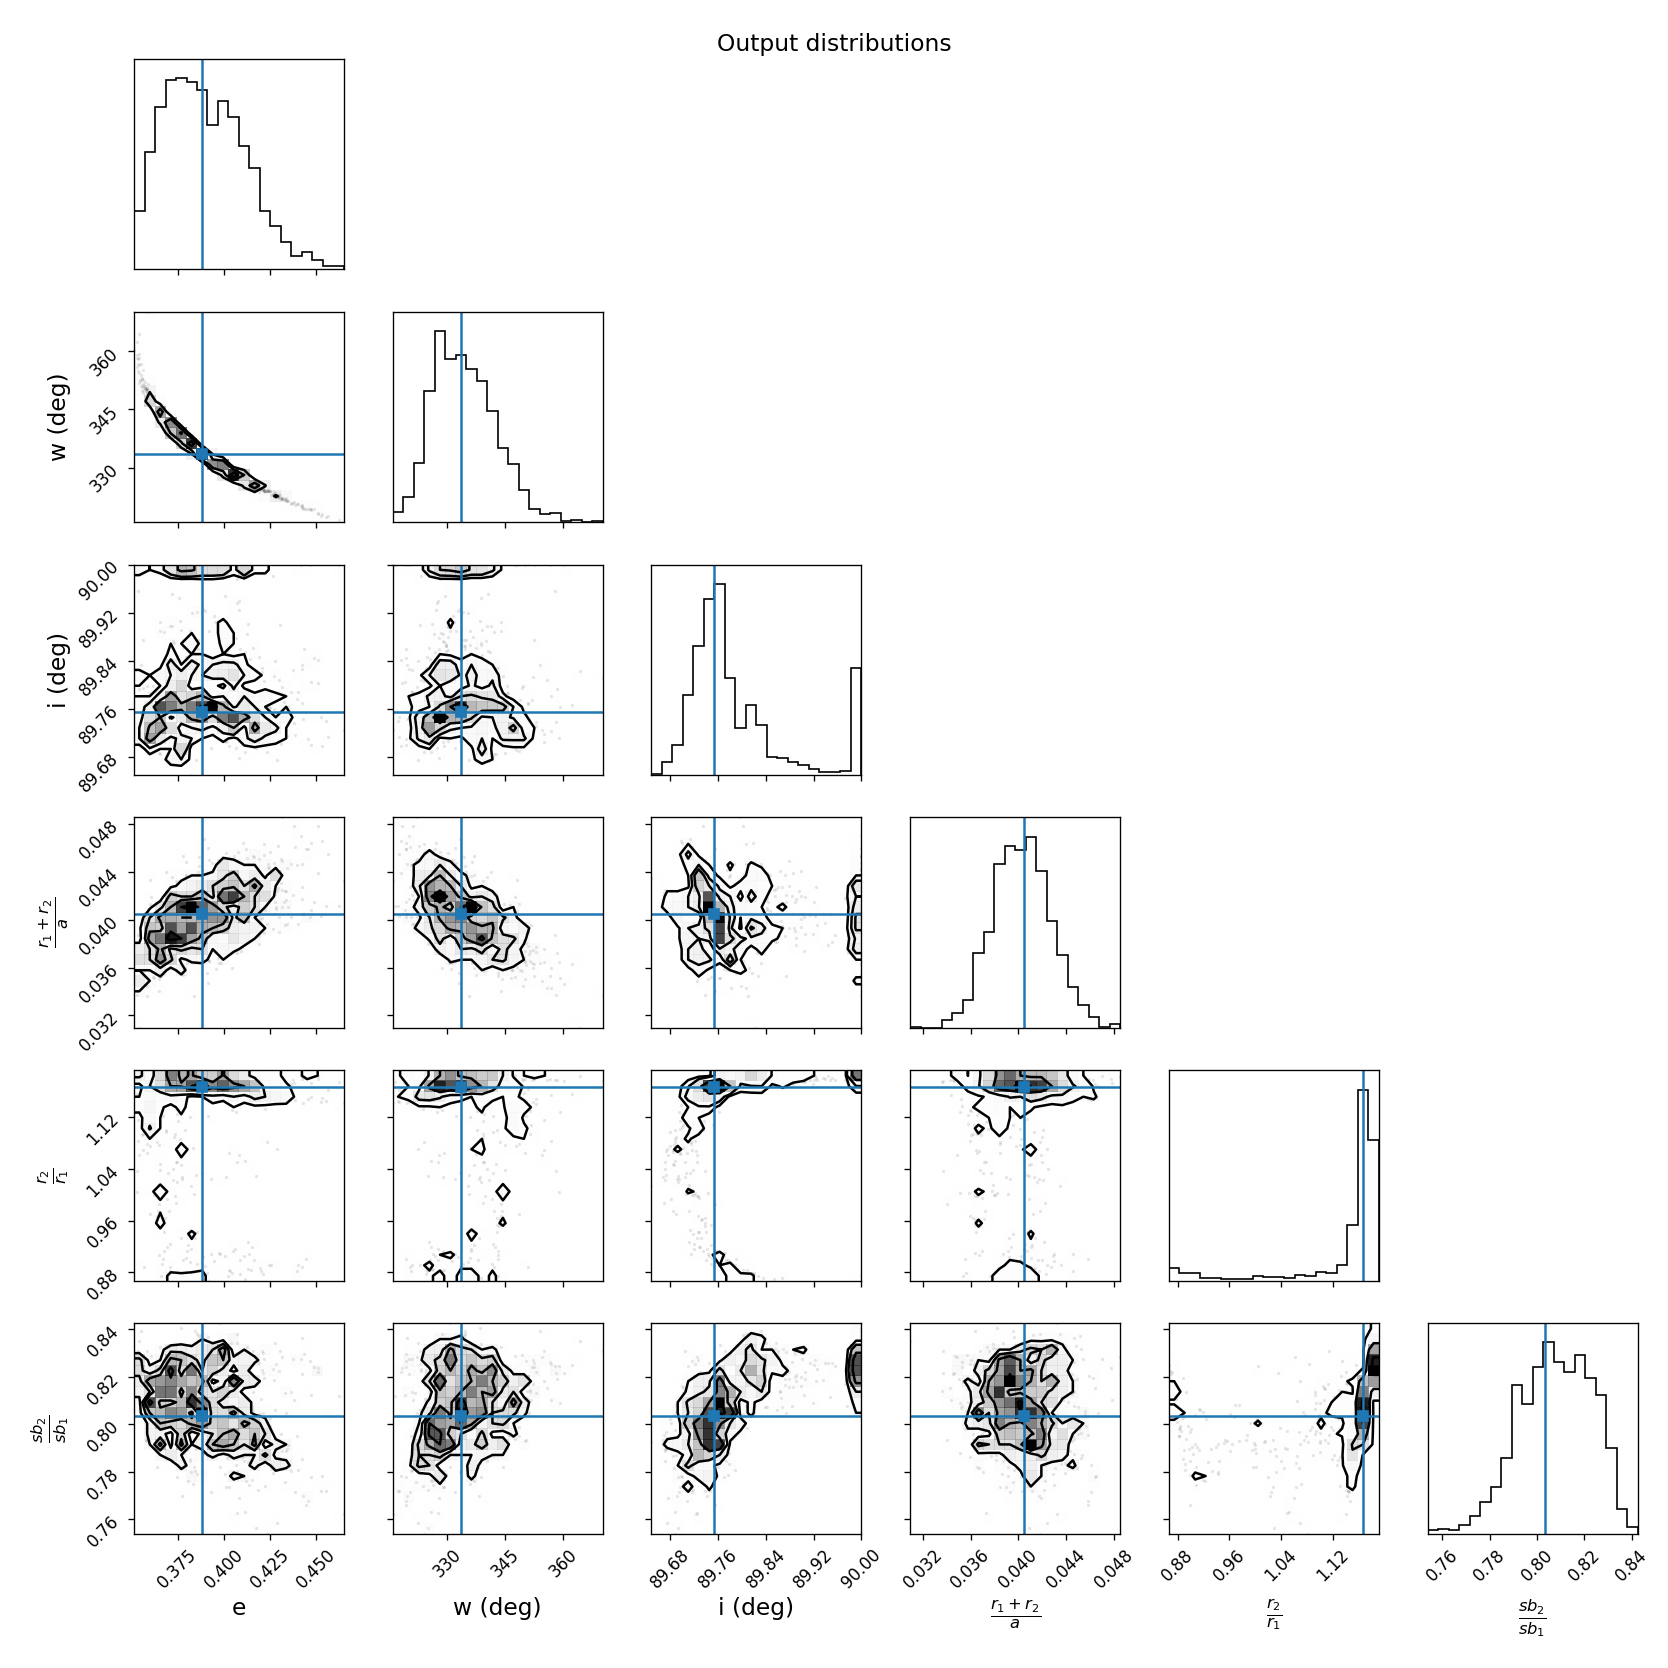 Output distributions
w (deg)
360
345
330
i (deg)
90.00
89.92
89.84
89.76
89.68
r₁ + r₂
a
0.048
0.044
0.040
0.036
0.032
r₂
r₁
1.12
1.04
0.96
0.88
sb₂
sb₁
0.84
0.82
0.80
0.78
0.76
0.375 0.400 0.425 0.450
330 345 360
89.68 89.76 89.84 89.92 90.00
0.032 0.036 0.040 0.044 0.048
0.88 0.96 1.04 1.12
0.76 0.78 0.80 0.82 0.84
e
w (deg)
i (deg)
r₁ + r₂
a
r₂
r₁
sb₂
sb₁